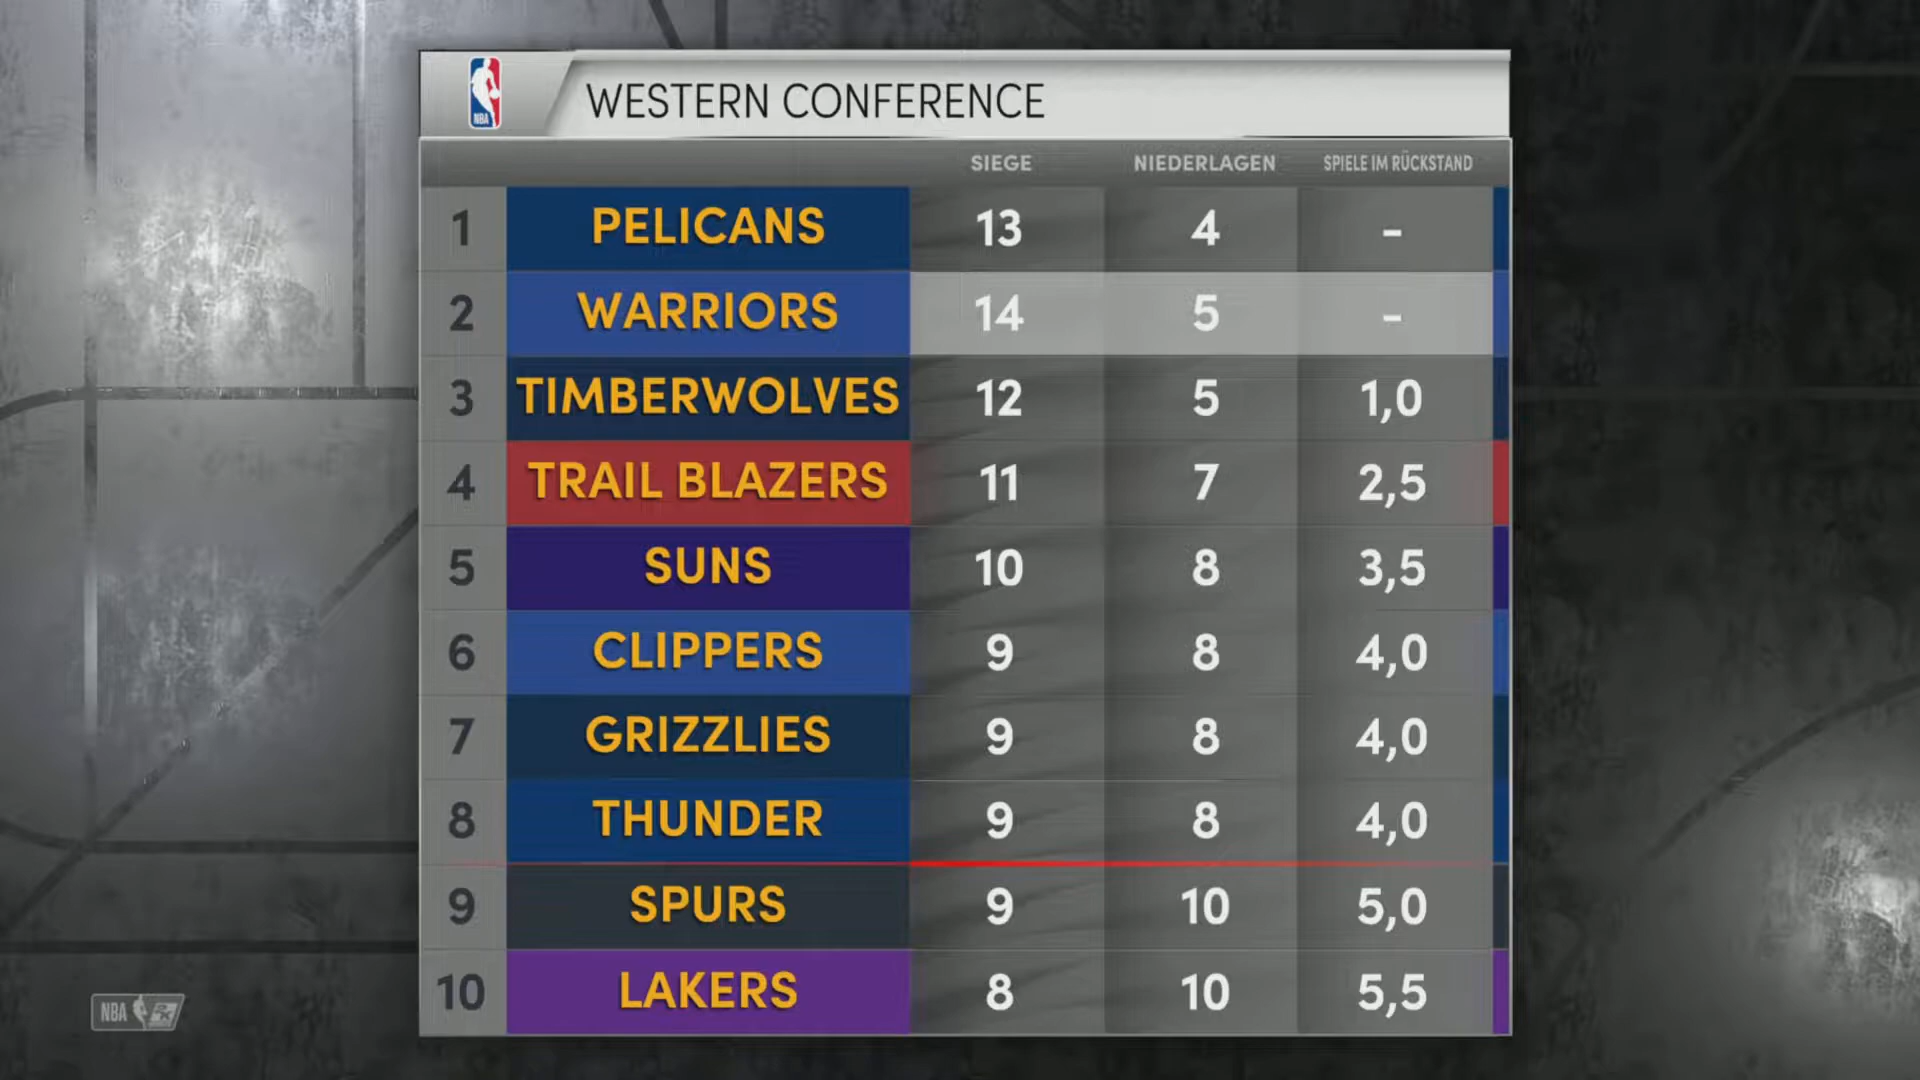 NBA
WESTERN CONFERENCE
SIEGE NIEDERLAGEN SPIELE IM RÜCKSTAND
1 PELICANS 13 4 -
2 WARRIORS 14 5 -
3 TIMBERWOLVES 12 5 1,0
4 TRAIL BLAZERS 11 7 2,5
5 SUNS 10 8 3,5
6 CLIPPERS 9 8 4,0
7 GRIZZLIES 9 8 4,0
8 THUNDER 9 8 4,0
9 SPURS 9 10 5,0
10 LAKERS 8 10 5,5
NBA 2K